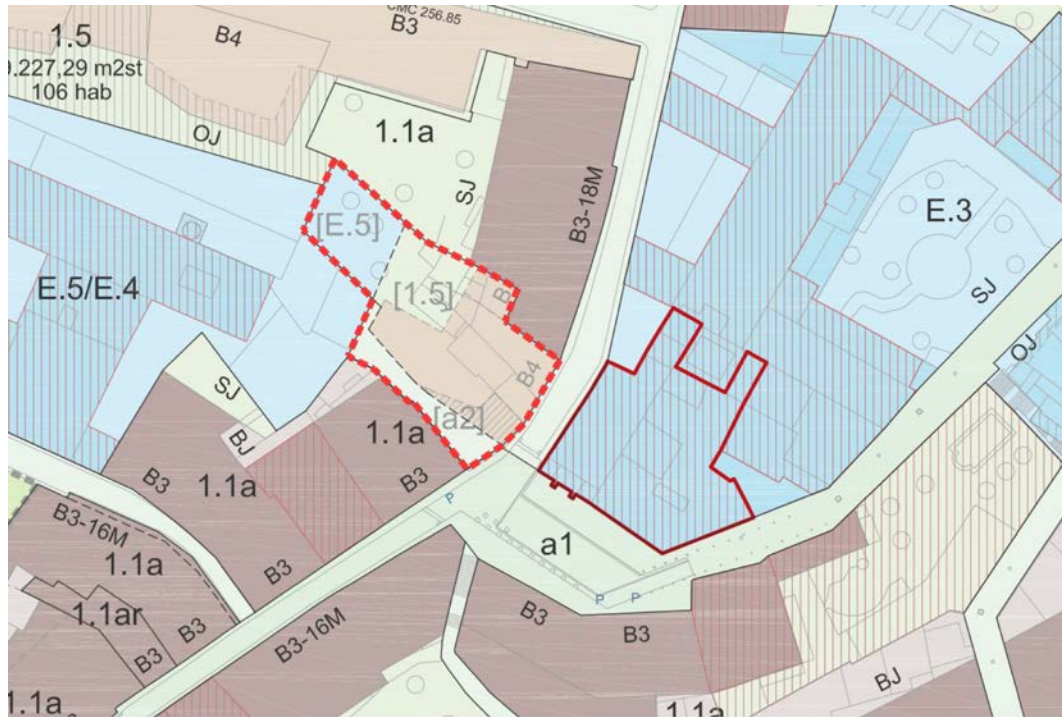 CMC 256.85
B3
B4
1.5
9.227,29 m2st
106 hab
OJ
1.1a
SJ
B3-18M
[E.5]
E.3
[1.5]
SJ
E.5/E.4
B4
OJ
SJ
[a2]
1.1a
BJ
B3
B3
1.1a
P
B3-16M
a1
1.1a
B3
P
P
B3
1.1ar
B3
B3-16M
B3
B3
BJ
1.1a
1.1a